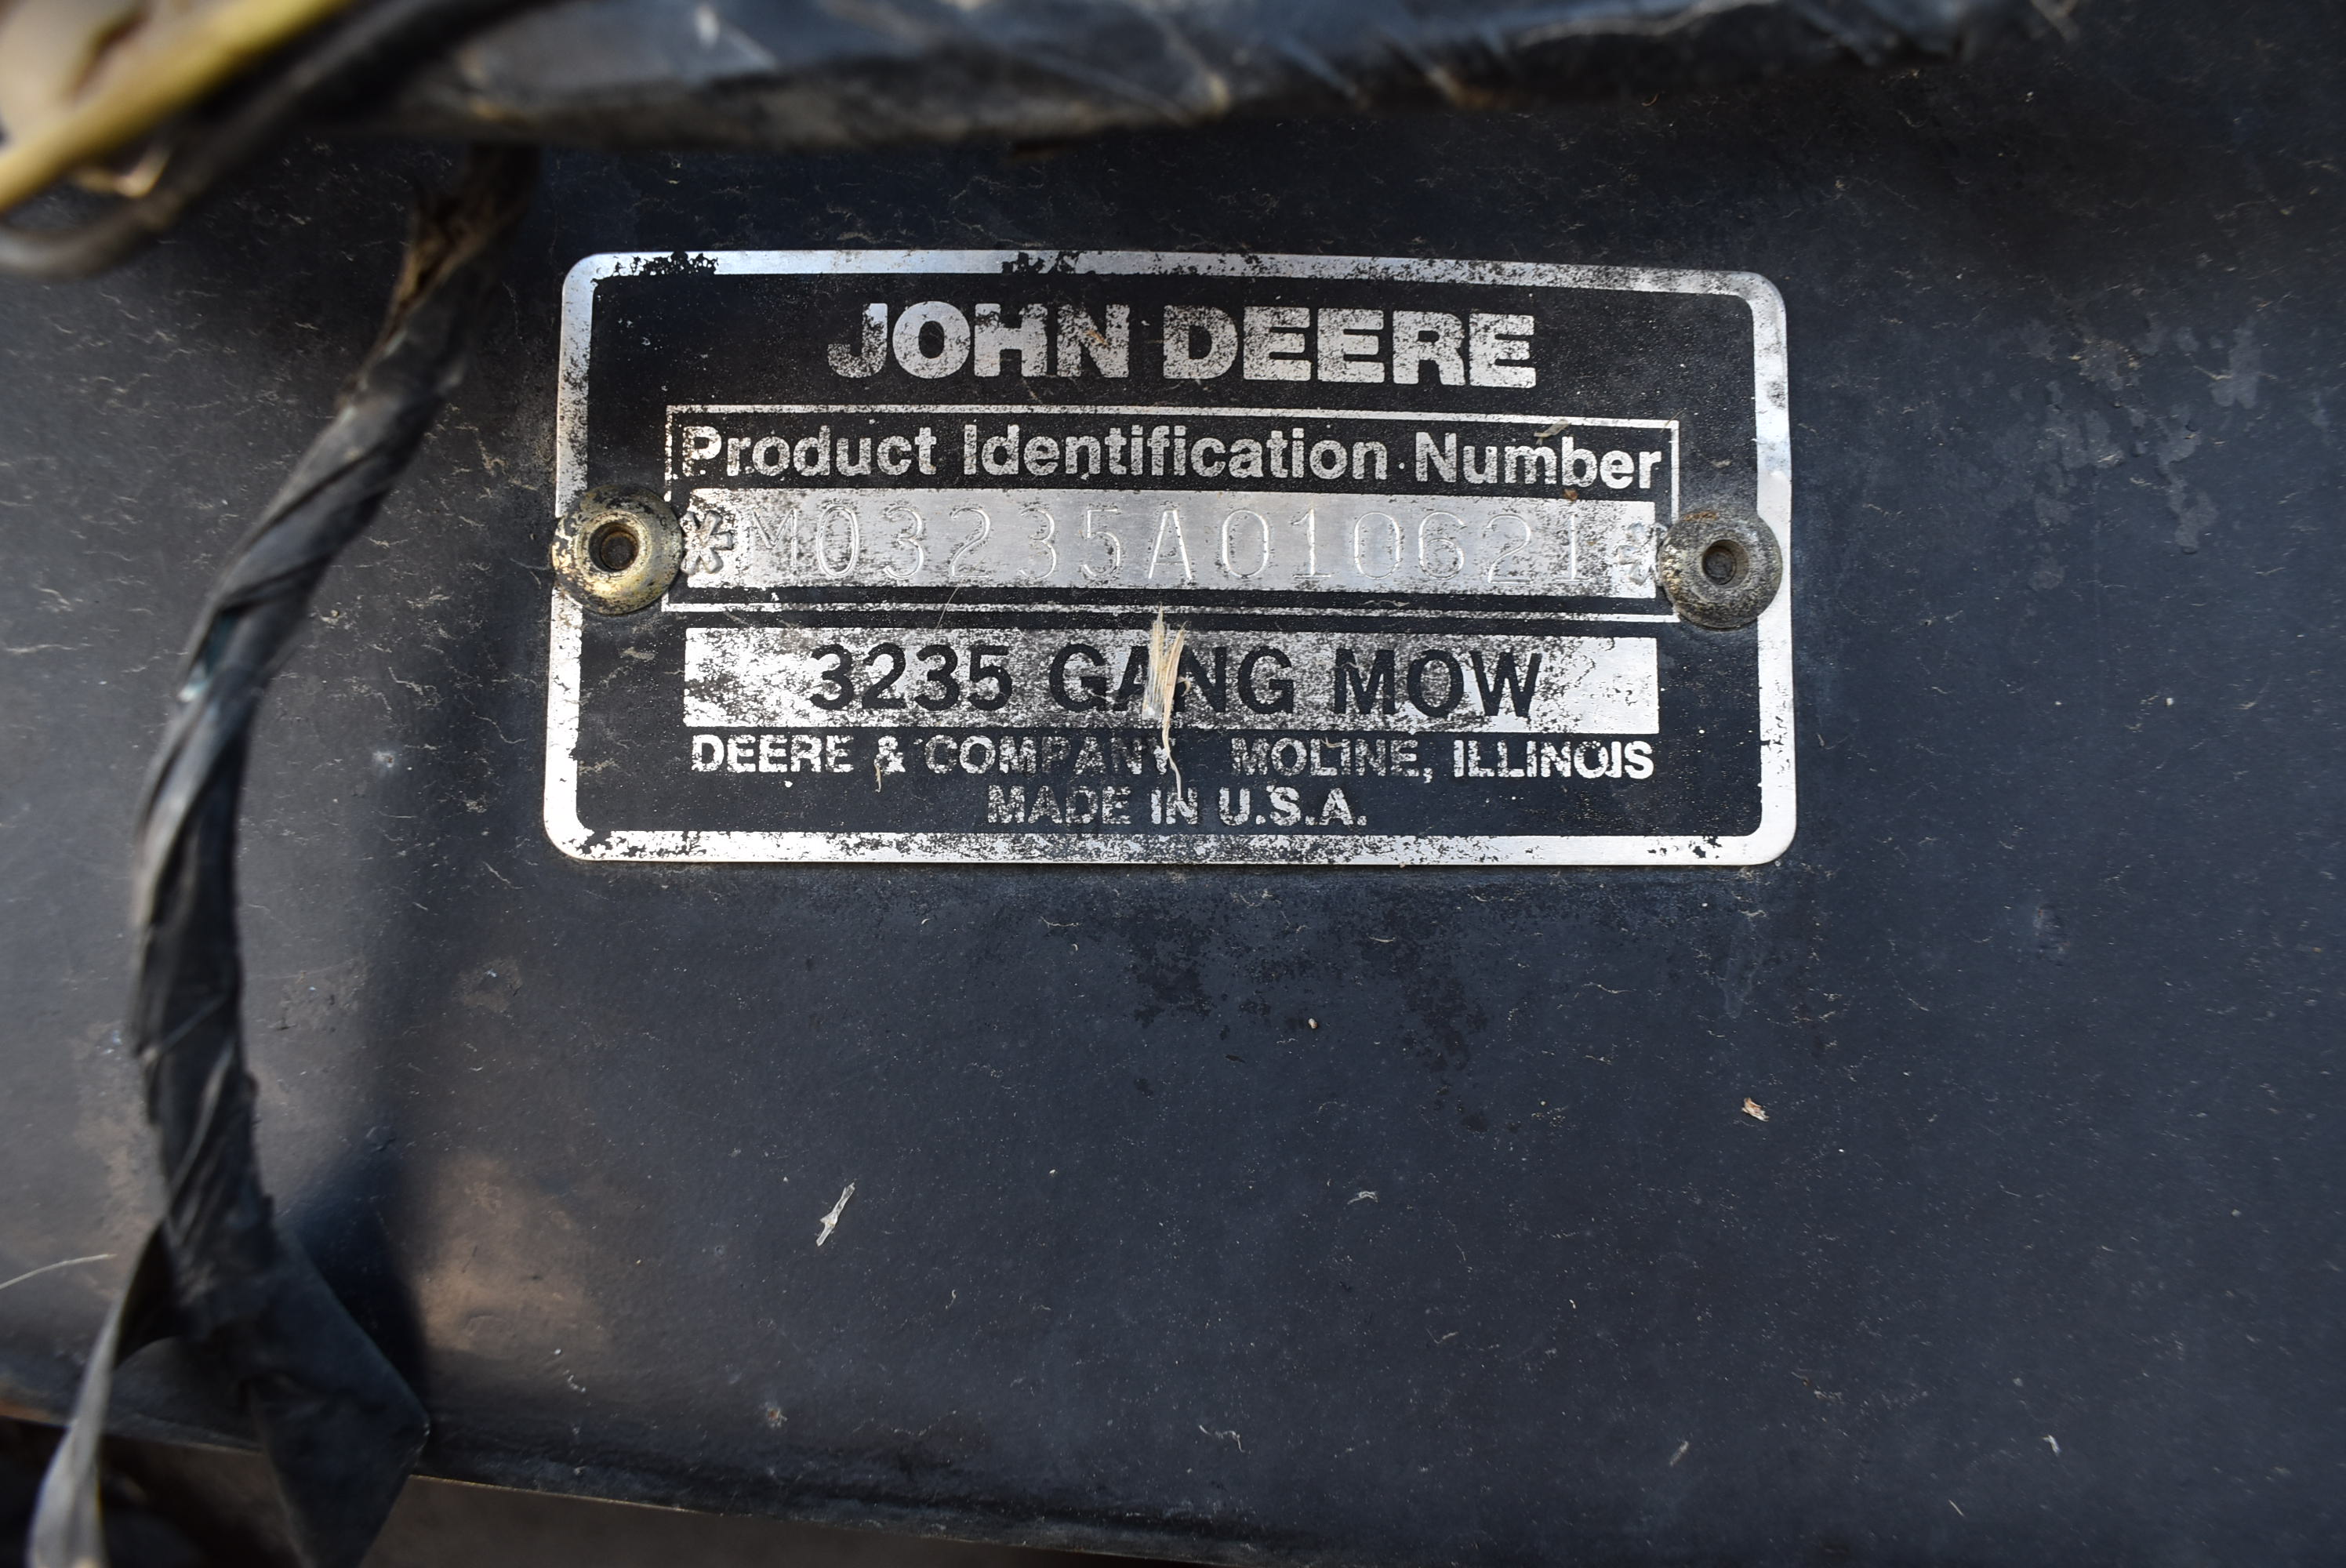 JOHN DEERE
Product Identification Number
*M03235A010621*
3235 GANG MOW
DEERE & COMPANY MOLINE, ILLINOIS
MADE IN U.S.A.